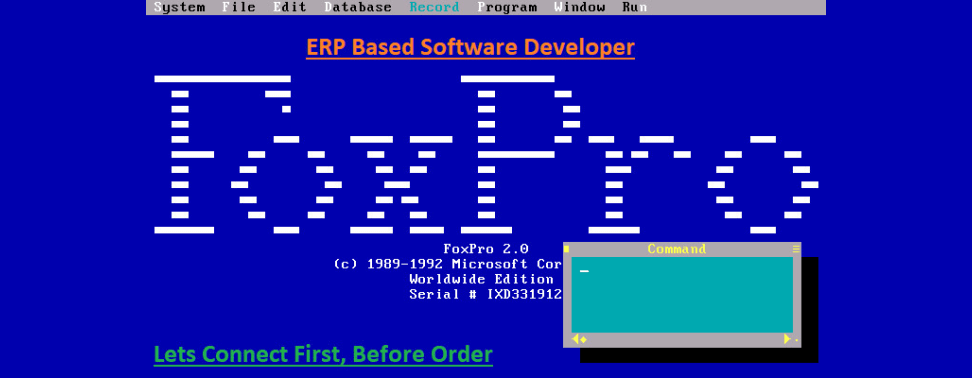 System File Edit Database Record Program Window Run
ERP Based Software Developer
FoxPro
FoxPro 2.0
(c) 1989-1992 Microsoft Cor
Worldwide Edition
Serial # IXD331912
Command
Lets Connect First, Before Order